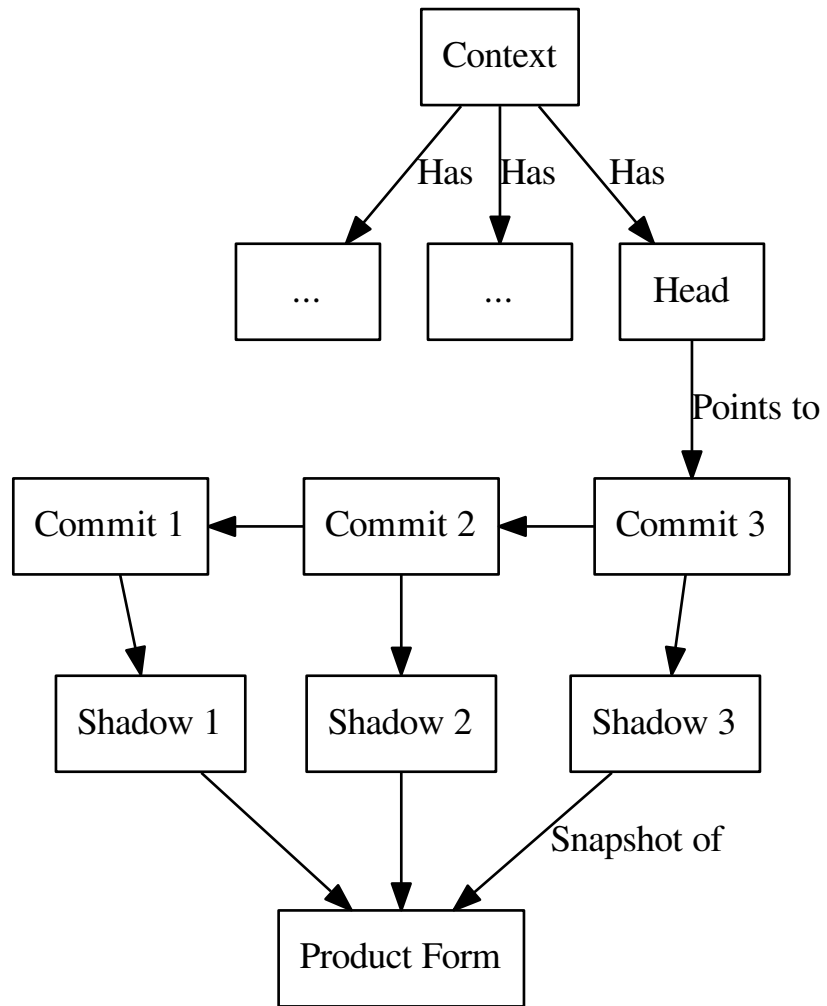 Context
Has
Has
Has
...
...
Head
Points to
Commit 1
Commit 2
Commit 3
Shadow 1
Shadow 2
Shadow 3
Snapshot of
Product Form